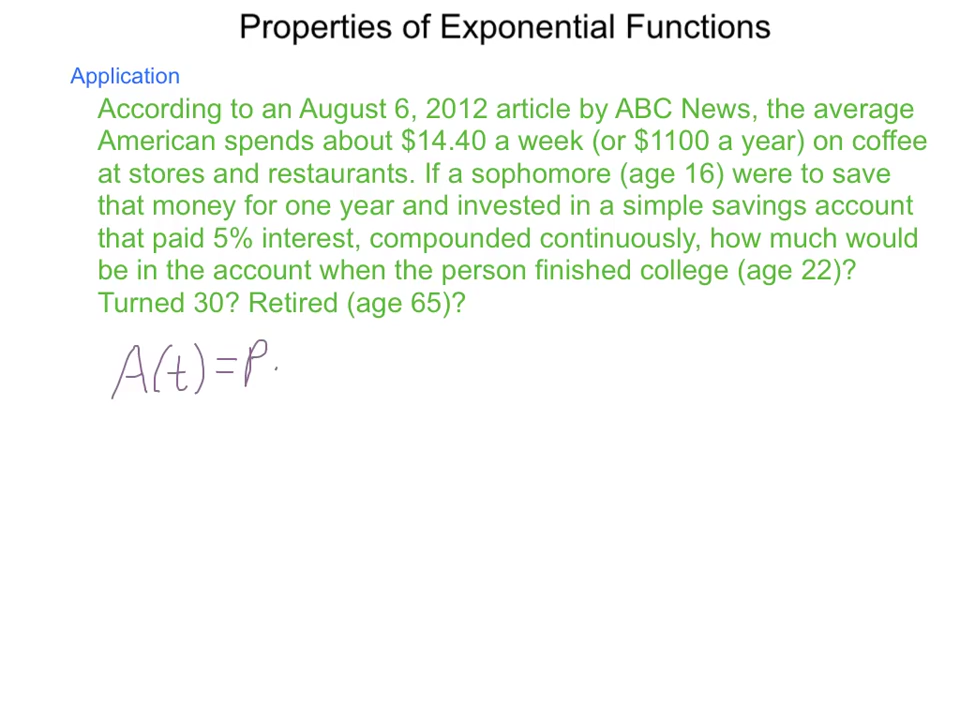 Properties of Exponential Functions
Application
According to an August 6, 2012 article by ABC News, the average
American spends about $14.40 a week (or $1100 a year) on coffee
at stores and restaurants. If a sophomore (age 16) were to save
that money for one year and invested in a simple savings account
that paid 5% interest, compounded continuously, how much would
be in the account when the person finished college (age 22)?
Turned 30? Retired (age 65)?
A(t)=P.